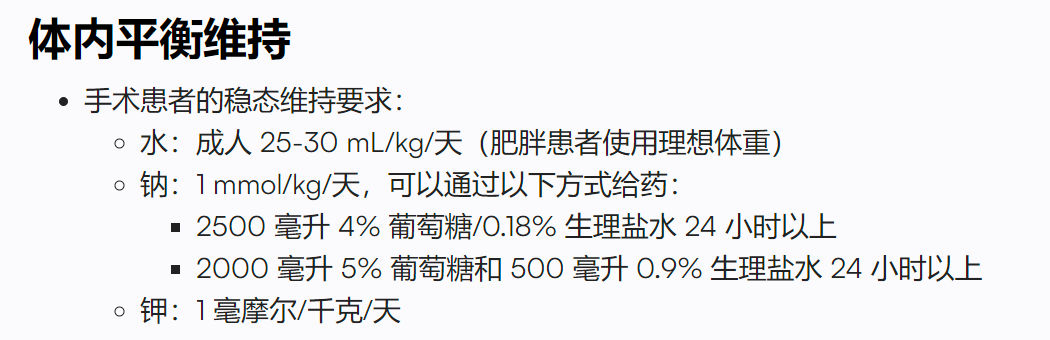 体内平衡维持
• 手术患者的稳态维持要求：
○ 水：成人 25-30 mL/kg/天（肥胖患者使用理想体重）
○ 钠：1 mmol/kg/天，可以通过以下方式给药：
▪ 2500 毫升 4% 葡萄糖/0.18% 生理盐水 24 小时以上
▪ 2000 毫升 5% 葡萄糖和 500 毫升 0.9% 生理盐水 24 小时以上
○ 钾：1 毫摩尔/千克/天